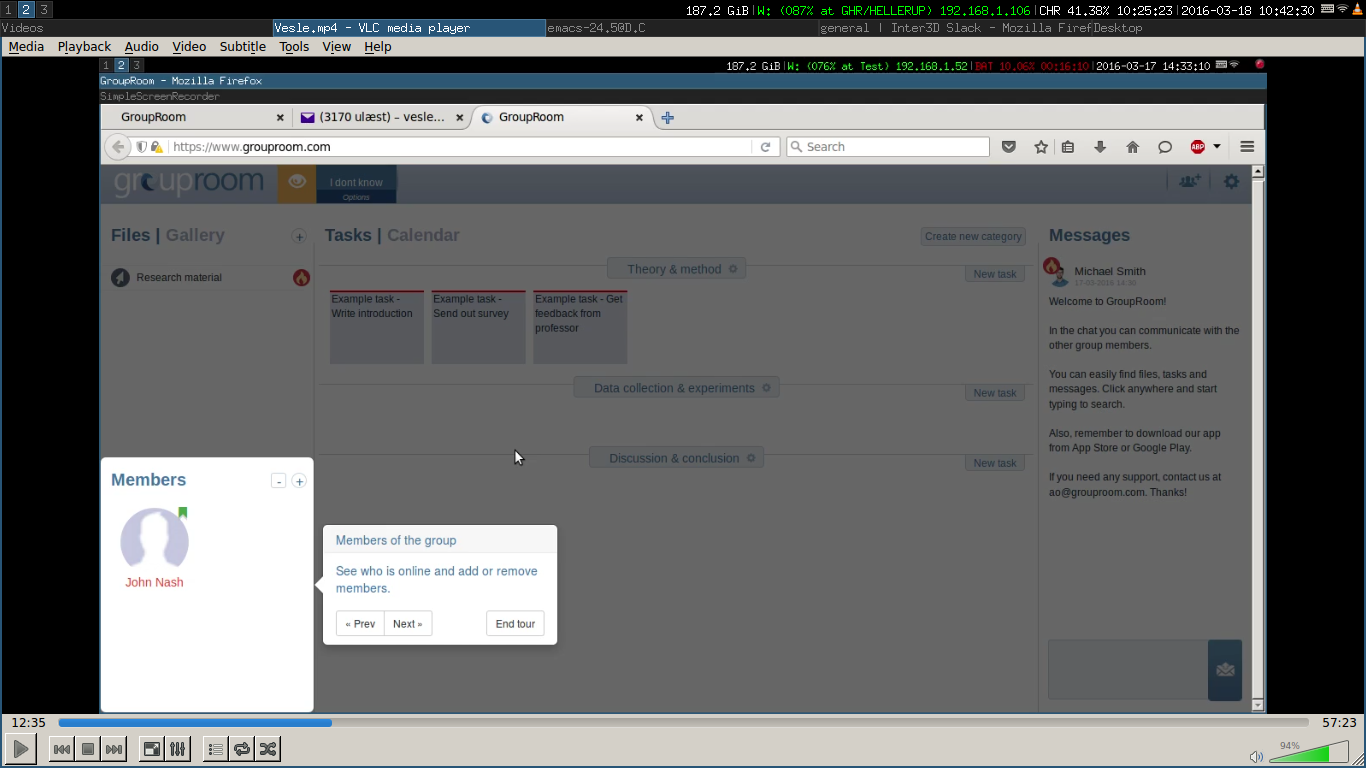 1 2 3
187.2 GiB|W: (087% at GHR/HELLERUP) 192.168.1.106|CHR 41.38% 10:25:23|2016-03-18 10:42:30
Videos
Vesle.mp4 - VLC media player
emacs-24.5@D.C
general | Inter3D Slack - Mozilla FirefDesktop
Media Playback Audio Video Subtitle Tools View Help
1 2 3
187.2 GiB|W: (076% at Test) 192.168.1.52|BAT 10.06% 00:16:10|2016-03-17 14:33:10
GroupRoom - Mozilla Firefox
SimpleScreenRecorder
GroupRoom
(3170 ulæst) – vesle...
GroupRoom
https://www.grouproom.com
Search
ABP
grouproom
I dont know
Options
Files | Gallery
Tasks | Calendar
Create new category
Messages
Research material
Theory & method
New task
Example task -
Write introduction
Example task -
Send out survey
Example task - Get
feedback from
professor
Data collection & experiments
New task
Discussion & conclusion
New task
Michael Smith
17-03-2016 14:30
Welcome to GroupRoom!
In the chat you can communicate with the
other group members.
You can easily find files, tasks and
messages. Click anywhere and start
typing to search.
Also, remember to download our app
from App Store or Google Play.
If you need any support, contact us at
ao@grouproom.com. Thanks!
Members
John Nash
Members of the group
See who is online and add or remove
members.
« Prev Next » End tour
12:35 57:23
94%